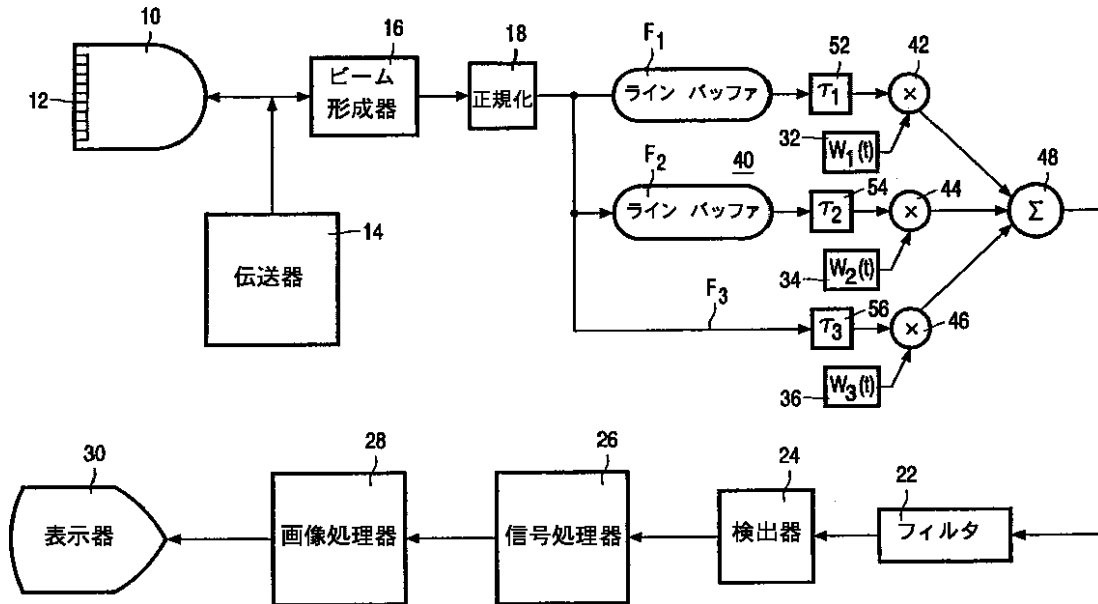 10
12
14
伝送器
16
ビーム
形成器
18
正規化
F1
ライン バッファ
52
τ1
42
×
32
W1(t)
F2
40
ライン バッファ
54
τ2
44
×
34
W2(t)
48
Σ
F3
56
τ3
46
×
36
W3(t)
30
表示器
28
画像処理器
26
信号処理器
24
検出器
22
フィルタ